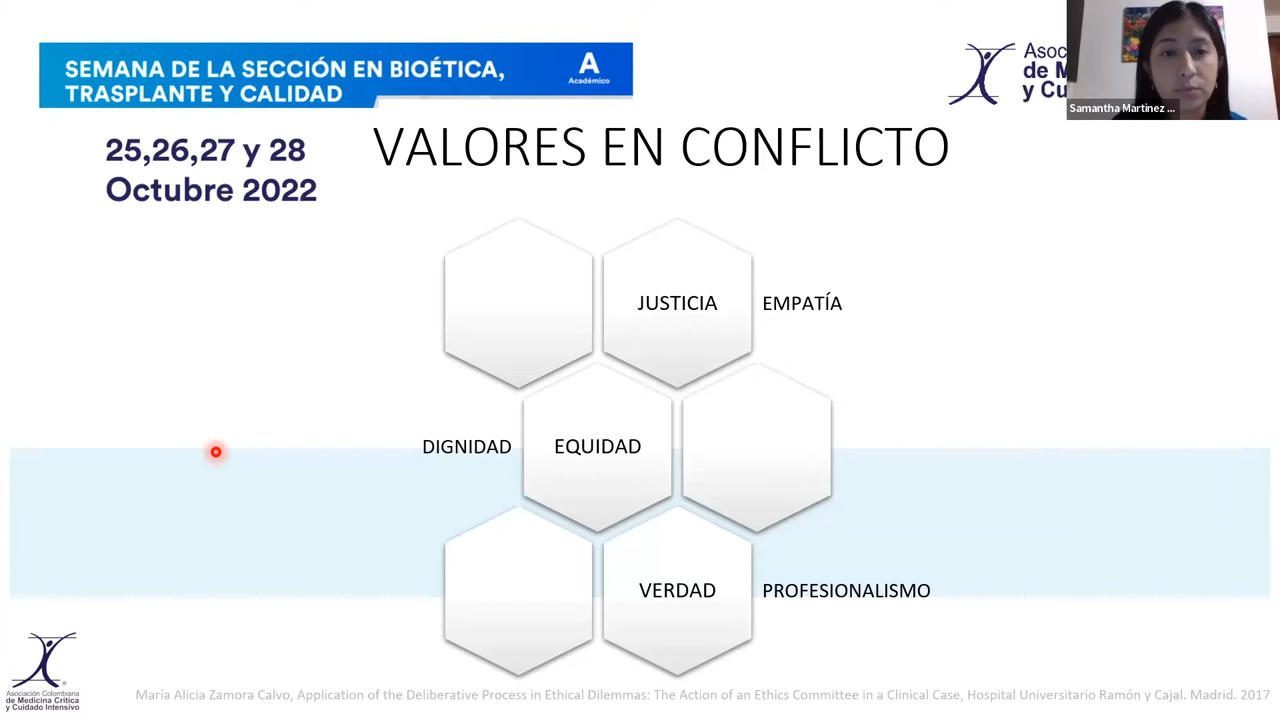 SEMANA DE LA SECCIÓN EN BIOÉTICA,
TRASPLANTE Y CALIDAD
A
Académico
Asoc
de M
y Cu
Samantha Martinez ...
25,26,27 y 28
Octubre 2022
VALORES EN CONFLICTO
JUSTICIA
EMPATÍA
DIGNIDAD
EQUIDAD
VERDAD
PROFESIONALISMO
Asociación Colombiana
de Medicina Crítica
y Cuidado Intensivo
María Alicia Zamora Calvo, Application of the Deliberative Process in Ethical Dilemmas: The Action of an Ethics Committee in a Clinical Case, Hospital Universitario Ramón y Cajal. Madrid. 2017